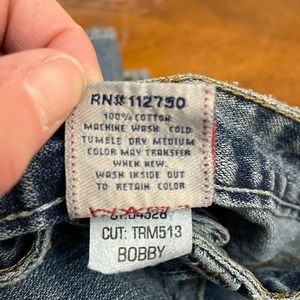 RN# 112790
100% COTTON
MACHINE WASH COLD
TUMBLE DRY MEDIUM
COLOR MAY TRANSFER
WHEN NEW.
WASH INSIDE OUT
TO RETAIN COLOR
CUT: TRM513
BOBBY